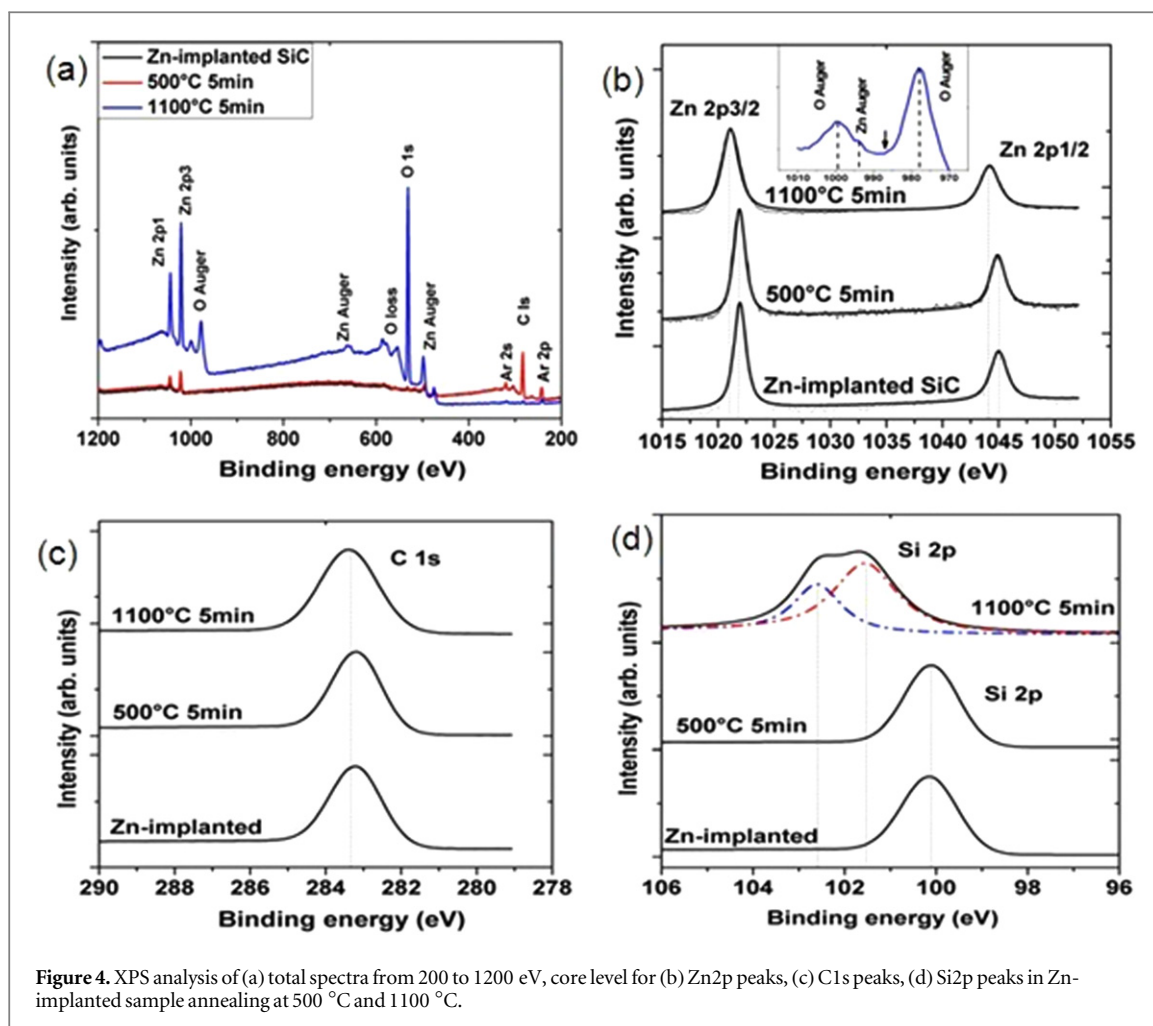 (a)
Zn-implanted SiC
500°C 5min
1100°C 5min
Zn 2p1
Zn 2p3
O Auger
Zn Auger
O loss
O 1s
Zn Auger
Ar 2s
C Is
Ar 2p
Intensity (arb. units)
1200 1000 800 600 400 200
Binding energy (eV)
(b)
Zn 2p3/2
O Auger
Zn Auger
O Auger
1010 1000 990 980 970
Zn 2p1/2
1100°C 5min
500°C 5min
Zn-implanted SiC
Intensity (arb. units)
1015 1020 1025 1030 1035 1040 1045 1050 1055
Binding energy (eV)
(c)
C 1s
1100°C 5min
500°C 5min
Zn-implanted
Intensity (arb. units)
290 288 286 284 282 280 278
Binding energy (eV)
(d)
Si 2p
1100°C 5min
Si 2p
500°C 5min
Zn-implanted
Intensity (arb. units)
106 104 102 100 98 96
Binding energy (eV)
Figure 4. XPS analysis of (a) total spectra from 200 to 1200 eV, core level for (b) Zn2p peaks, (c) C1s peaks, (d) Si2p peaks in Zn-
implanted sample annealing at 500 °C and 1100 °C.